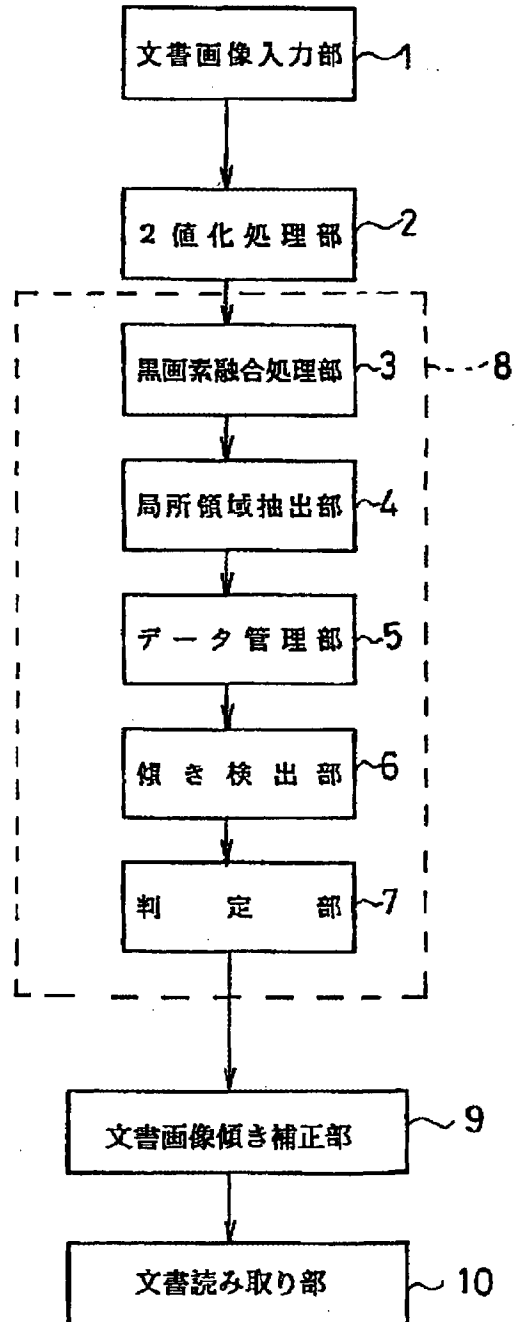 文書画像入力部 1
2値化処理部 2
黒画素融合処理部 3
8
局所領域抽出部 4
データ管理部 5
傾き検出部 6
判定部 7
文書画像傾き補正部 9
文書読み取り部 10